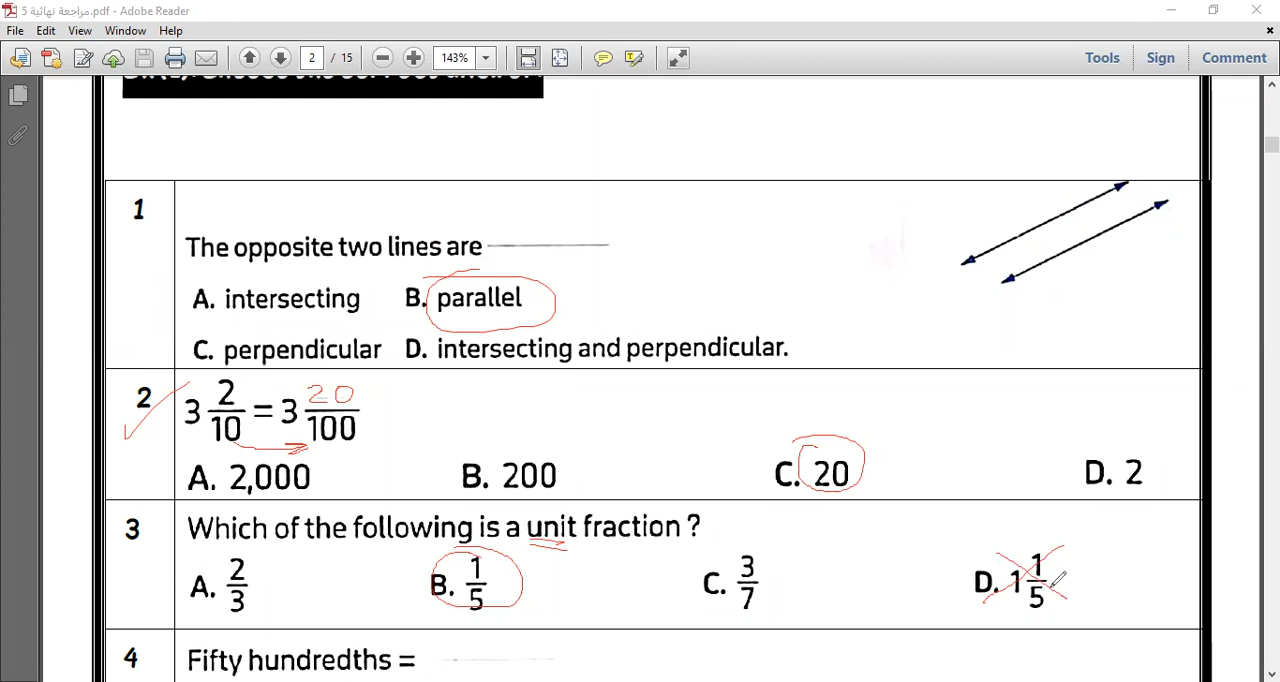 مراجعة نهائية 5.pdf - Adobe Reader
File Edit View Window Help
2 / 15 143% Tools Sign Comment
1
The opposite two lines are
A. intersecting B. parallel
C. perpendicular D. intersecting and perpendicular.
2 3 2/10 = 3 20/100
A. 2,000 B. 200 C. 20 D. 2
3 Which of the following is a unit fraction ?
A. 2/3 B. 1/5 C. 3/7 D. 1 1/5
4 Fifty hundredths =